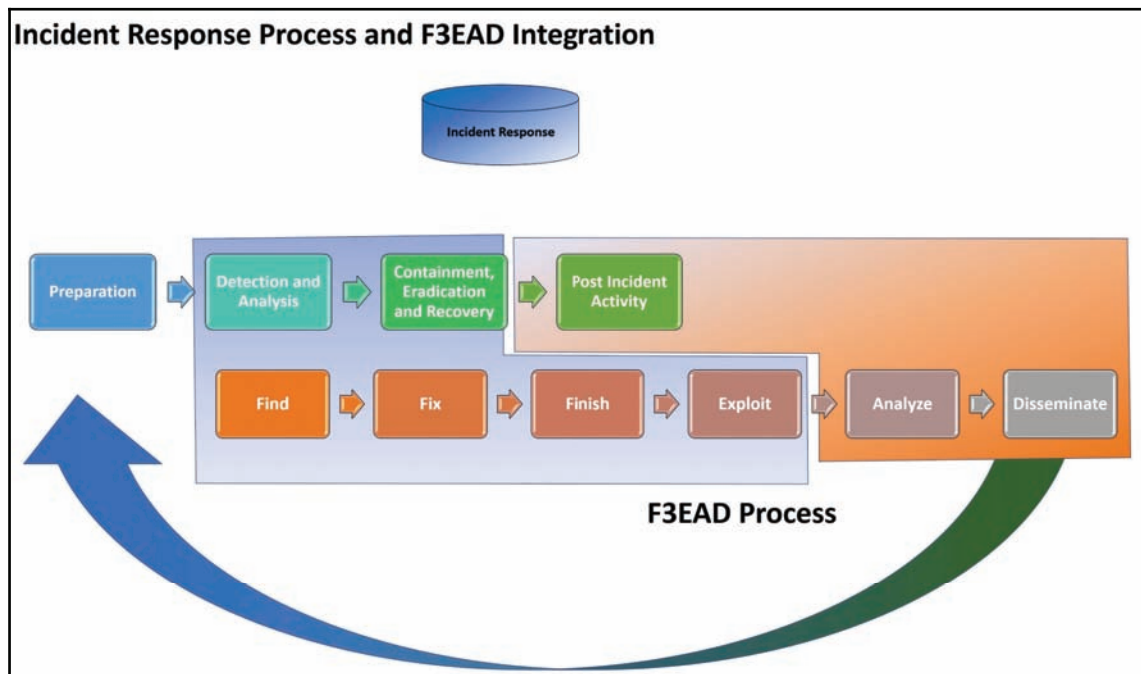 Incident Response Process and F3EAD Integration
Incident Response
Preparation
Detection and
Analysis
Containment,
Eradication
and Recovery
Post Incident
Activity
Find
Fix
Finish
Exploit
Analyze
Disseminate
F3EAD Process